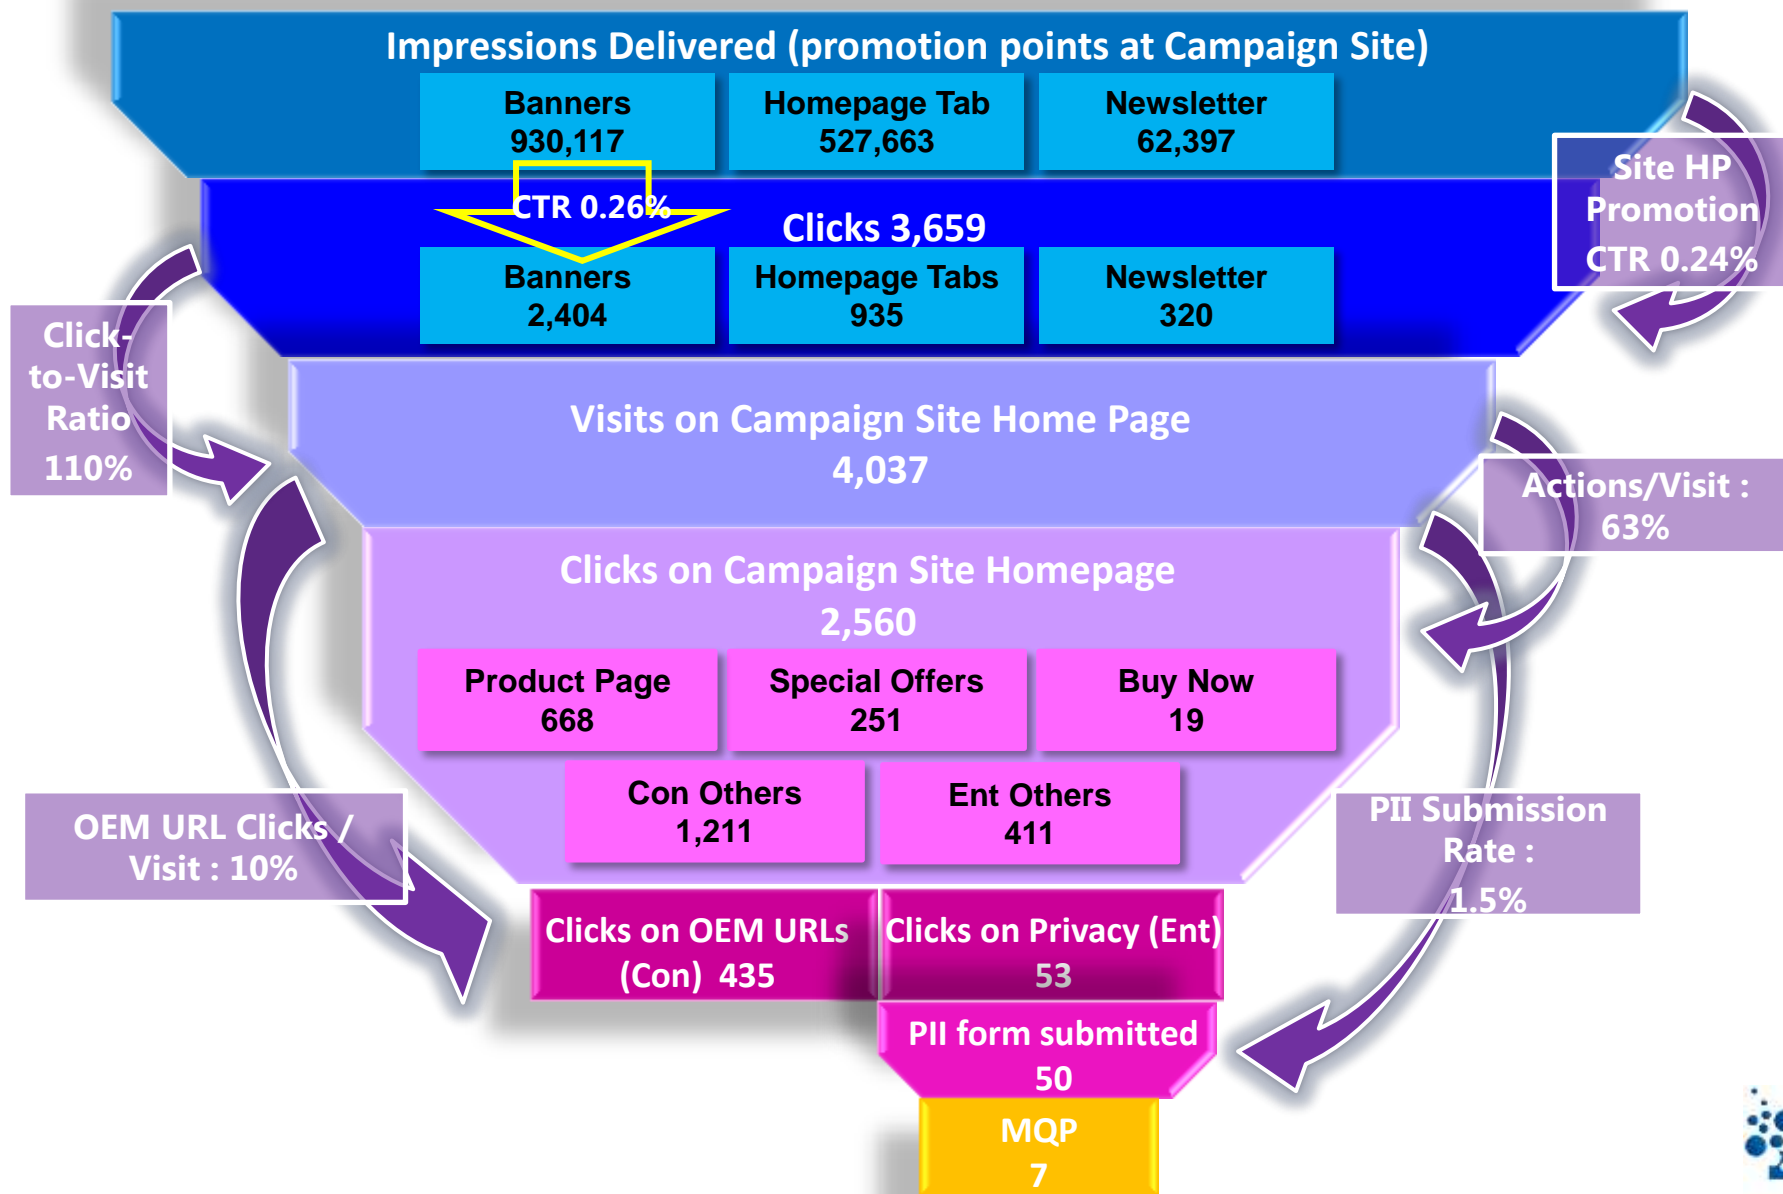 Impressions Delivered (promotion points at Campaign Site)
Banners
930,117
Homepage Tab
527,663
Newsletter
62,397
Site HP
Promotion
CTR 0.24%
CTR 0.26%
Clicks 3,659
Banners
2,404
Homepage Tabs
935
Newsletter
320
Click-
to-Visit
Ratio
110%
Visits on Campaign Site Home Page
4,037
Actions/Visit :
63%
Clicks on Campaign Site Homepage
2,560
Product Page
668
Special Offers
251
Buy Now
19
Con Others
1,211
Ent Others
411
OEM URL Clicks /
Visit : 10%
PII Submission
Rate :
1.5%
Clicks on OEM URLs
(Con) 435
Clicks on Privacy (Ent)
53
PII form submitted
50
MQP
7